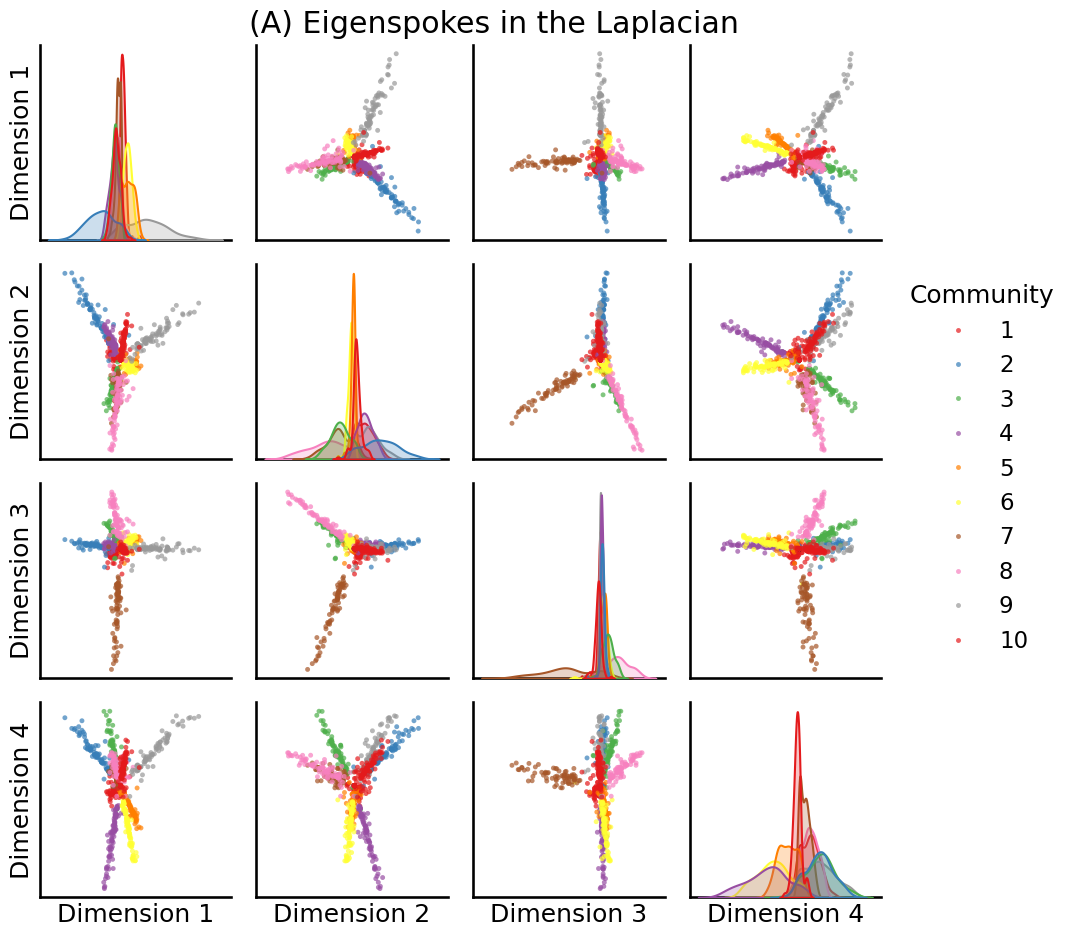 (A) Eigenspokes in the Laplacian
Dimension 1
Dimension 2
Dimension 3
Dimension 4
Dimension 1
Dimension 2
Dimension 3
Dimension 4
Community
1
2
3
4
5
6
7
8
9
10